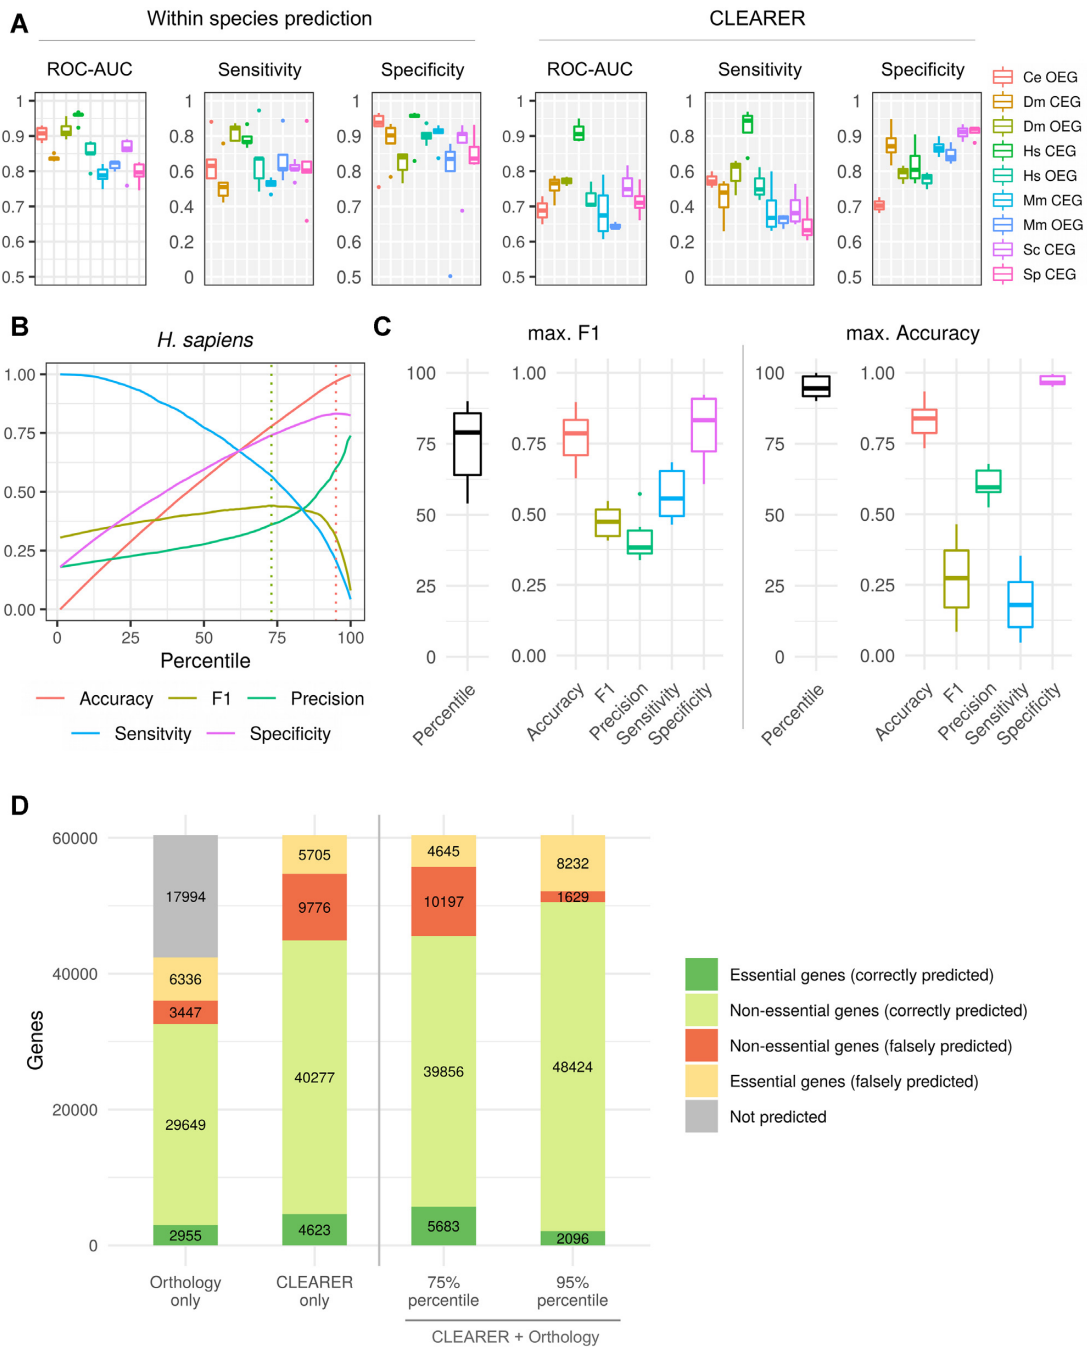 A
Within species prediction
CLEARER
ROC-AUC
Sensitivity
Specificity
ROC-AUC
Sensitivity
Specificity
1
0.9
0.8
0.7
0.6
0.5
1
0.8
0.6
0.4
0.2
0
1
0.9
0.8
0.7
0.6
0.5
1
0.9
0.8
0.7
0.6
0.5
1
0.8
0.6
0.4
0.2
0
1
0.9
0.8
0.7
0.6
0.5
Ce OEG
Dm CEG
Dm OEG
Hs CEG
Hs OEG
Mm CEG
Mm OEG
Sc CEG
Sp CEG
B
H. sapiens
1.00
0.75
0.50
0.25
0.00
0
25
50
75
100
Percentile
Accuracy
F1
Precision
Sensitvity
Specificity
C
max. F1
max. Accuracy
100
75
50
25
0
Percentile
1.00
0.75
0.50
0.25
0.00
Accuracy
F1
Precision
Sensitivity
Specificity
100
75
50
25
0
Percentile
1.00
0.75
0.50
0.25
0.00
Accuracy
F1
Precision
Sensitivity
Specificity
D
Genes
60000
40000
20000
0
17994
6336
3447
29649
2955
5705
9776
40277
4623
4645
10197
39856
5683
8232
1629
48424
2096
Orthology
only
CLEARER
only
75%
percentile
95%
percentile
CLEARER + Orthology
Essential genes (correctly predicted)
Non-essential genes (correctly predicted)
Non-essential genes (falsely predicted)
Essential genes (falsely predicted)
Not predicted